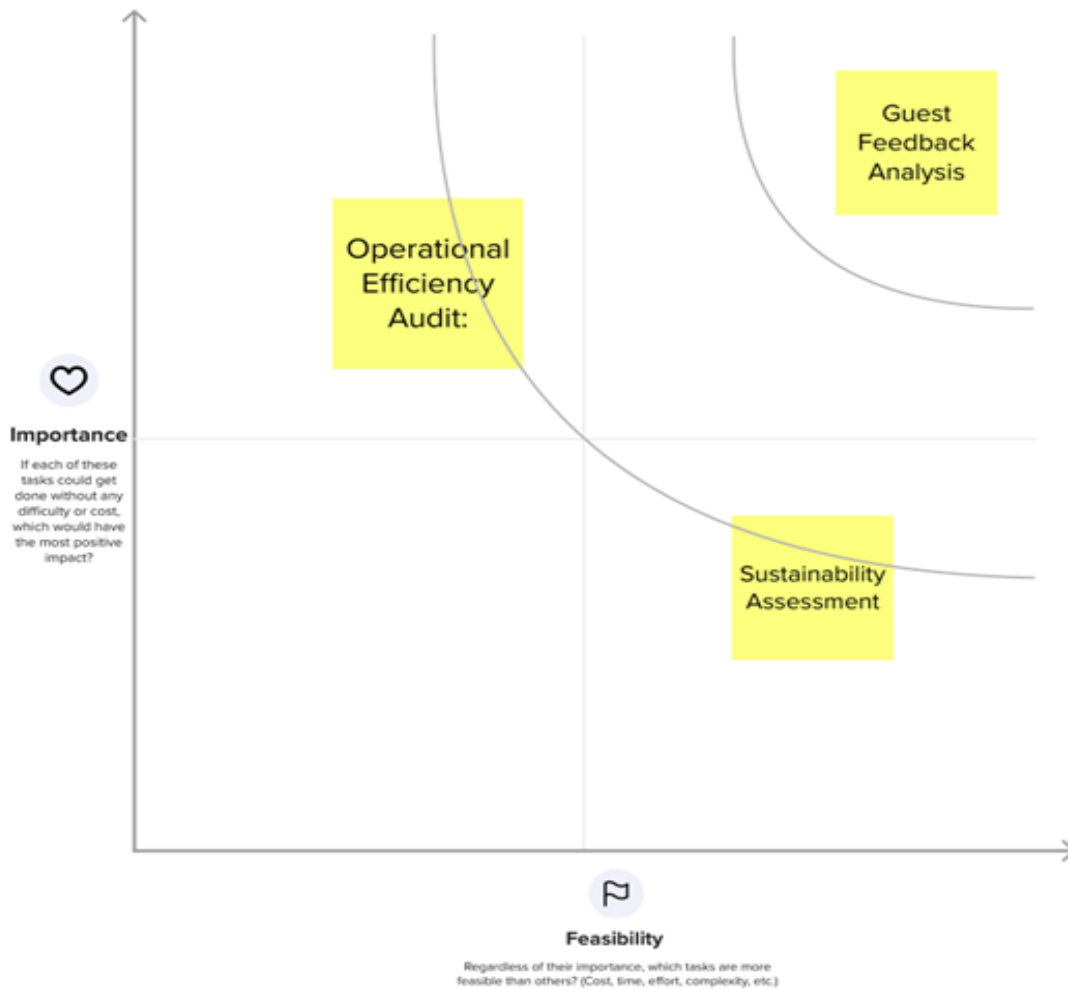 Guest
Feedback
Analysis
Operational
Efficiency
Audit:
Importance
If each of these
tasks could get
done without any
difficulty or cost,
which would have
the most positive
impact?
Sustainability
Assessment
Feasibility
Regardless of their importance, which tasks are more
feasible than others? (Cost, time, effort, complexity, etc.)